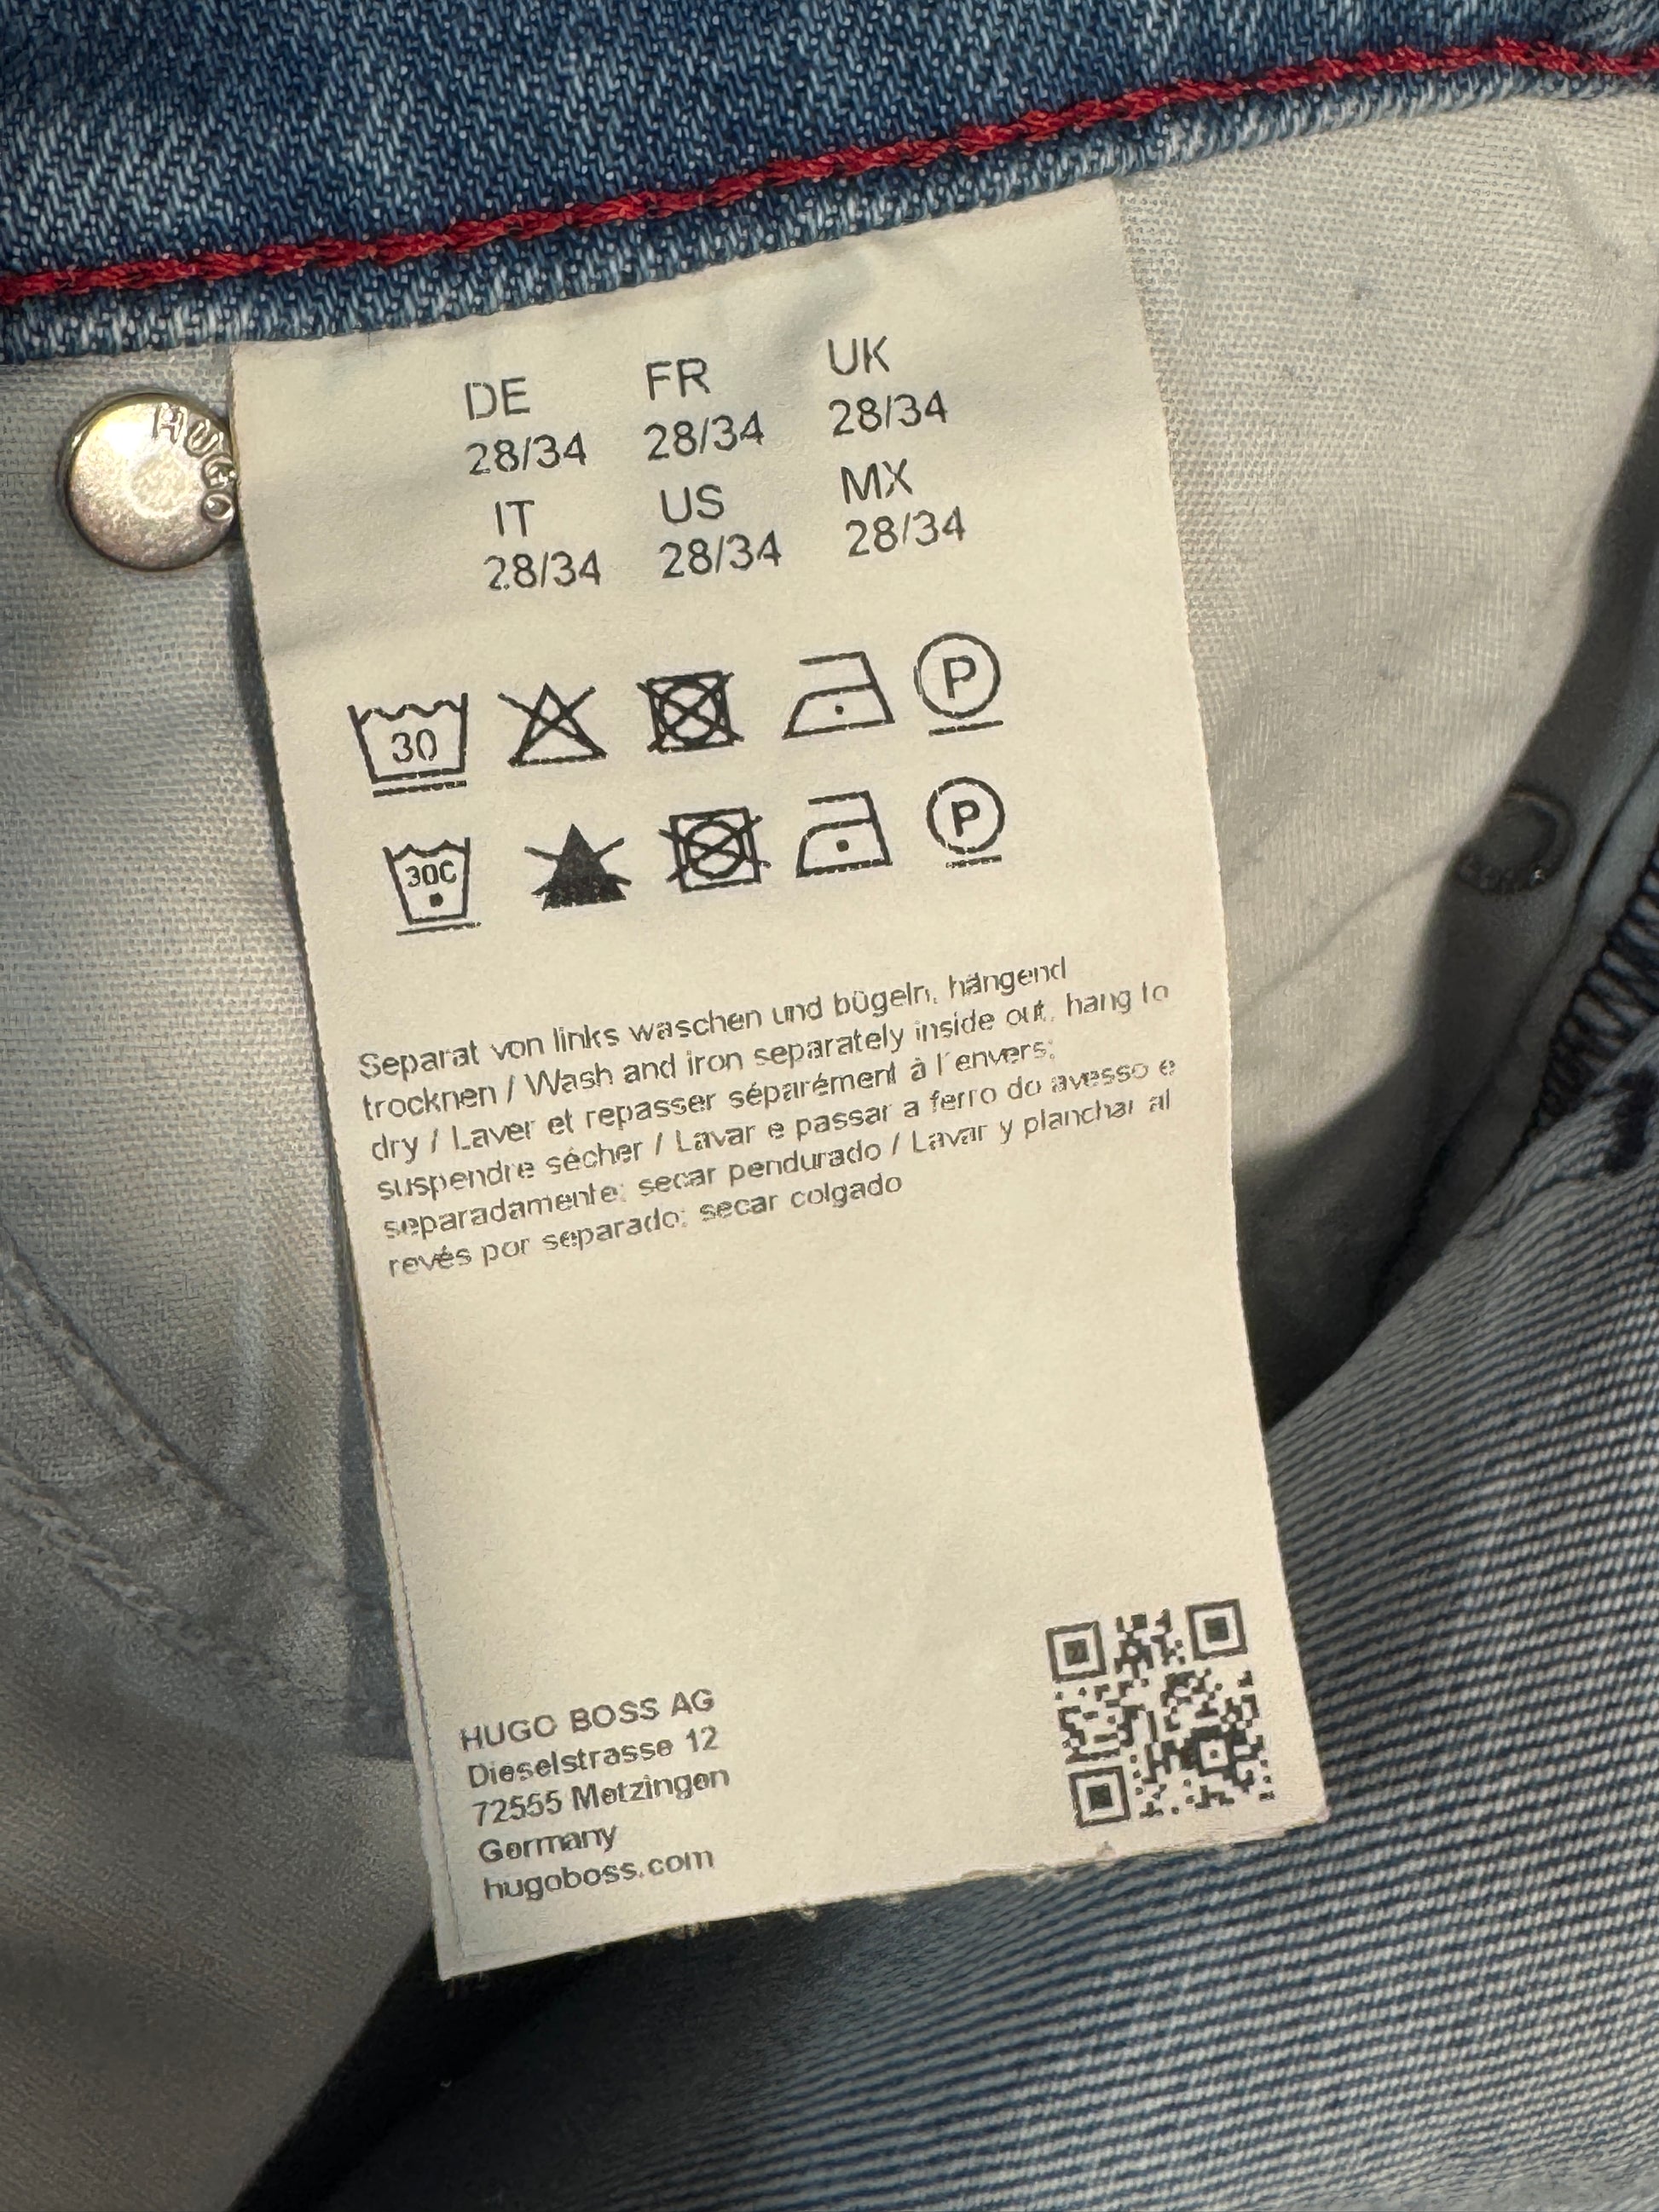 HUGO
DE FR UK
28/34 28/34 28/34
IT US MX
28/34 28/34 28/34
30 P
30C P
Separat von links waschen und bügeln, hängend
trocknen / Wash and iron separately inside out, hang to
dry / Laver et repasser séparément à l'envers;
suspendre sécher / Lavar e passar a ferro do avesso e
separadamente; secar pendurado / Lavar y planchar al
revés por separado; secar colgado
HUGO BOSS AG
Dieselstrasse 12
72555 Metzingen
Germany
hugoboss.com